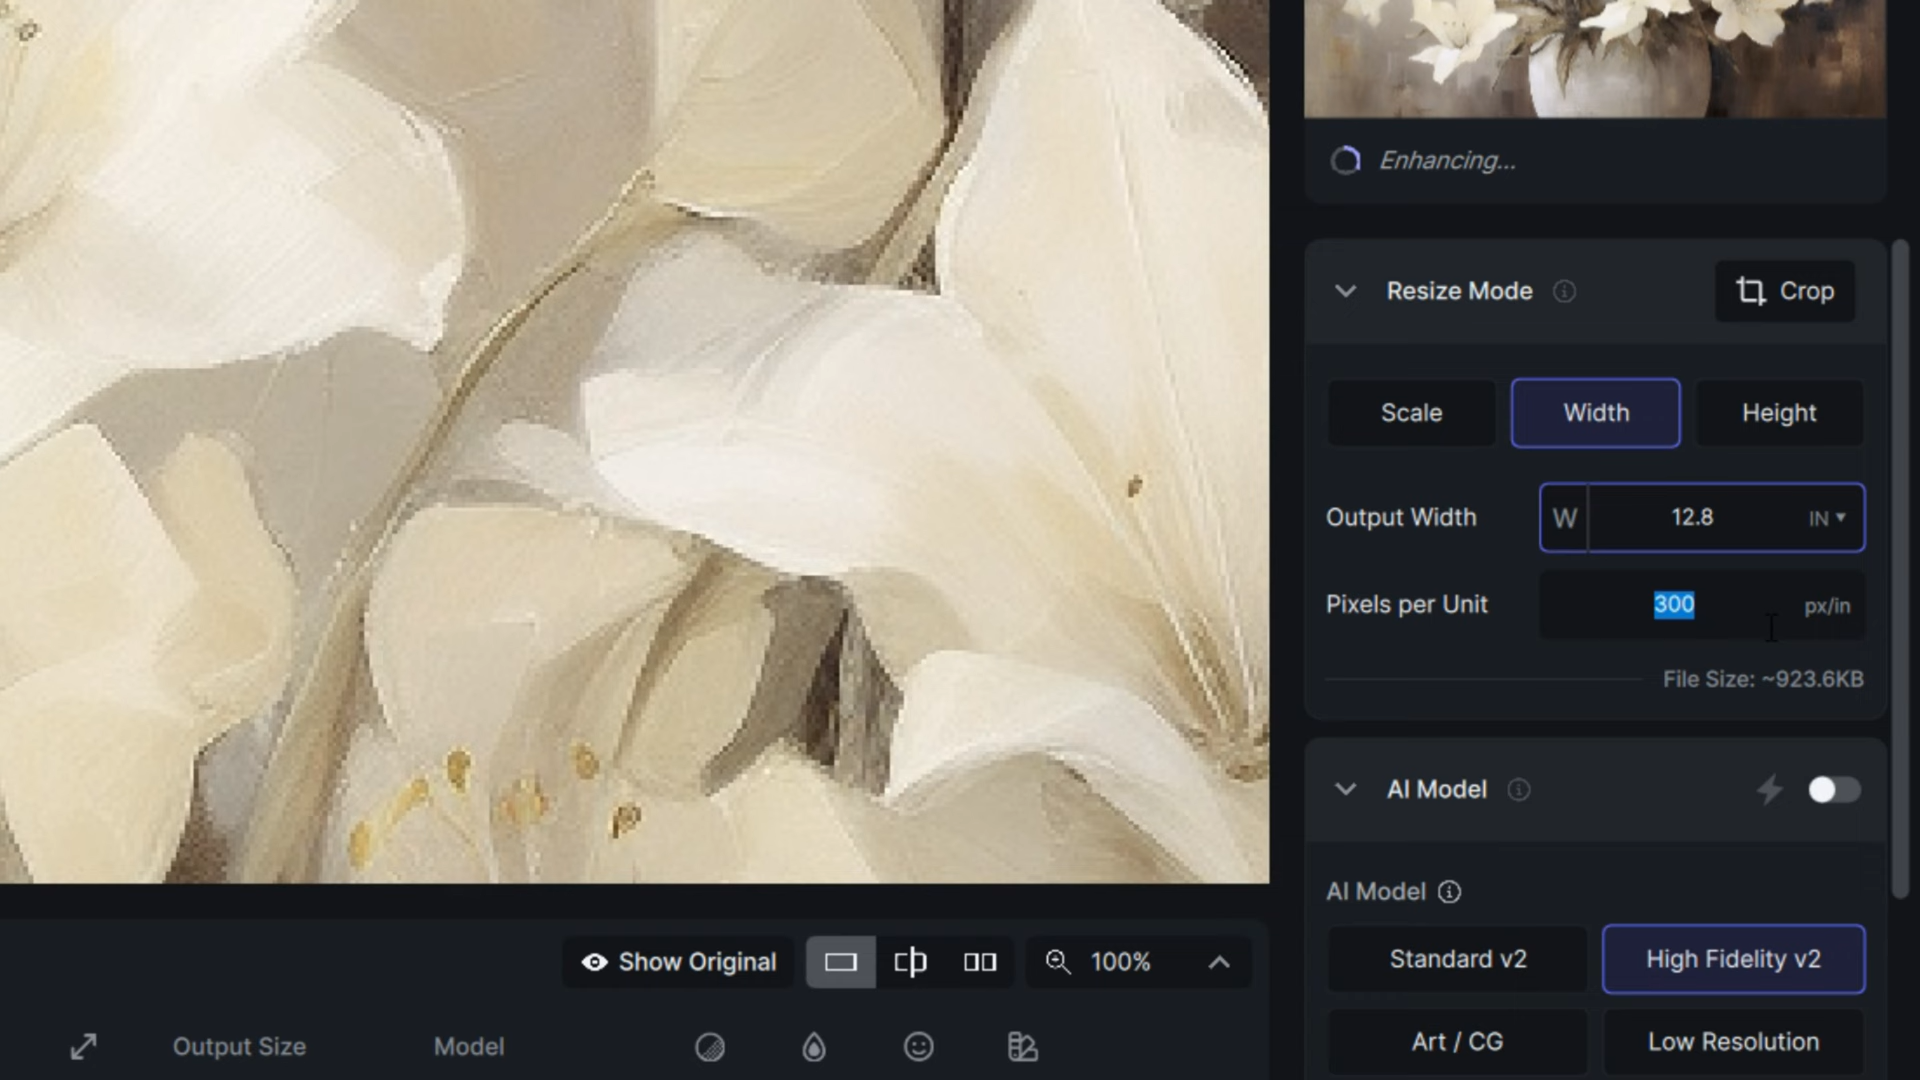 Enhancing...
Resize Mode
Crop
Scale Width Height
Output Width W 12.8 IN
Pixels per Unit 300 px/in
File Size: ~923.6KB
AI Model
AI Model
Standard v2 High Fidelity v2
Art / CG Low Resolution
Show Original 100%
Output Size Model